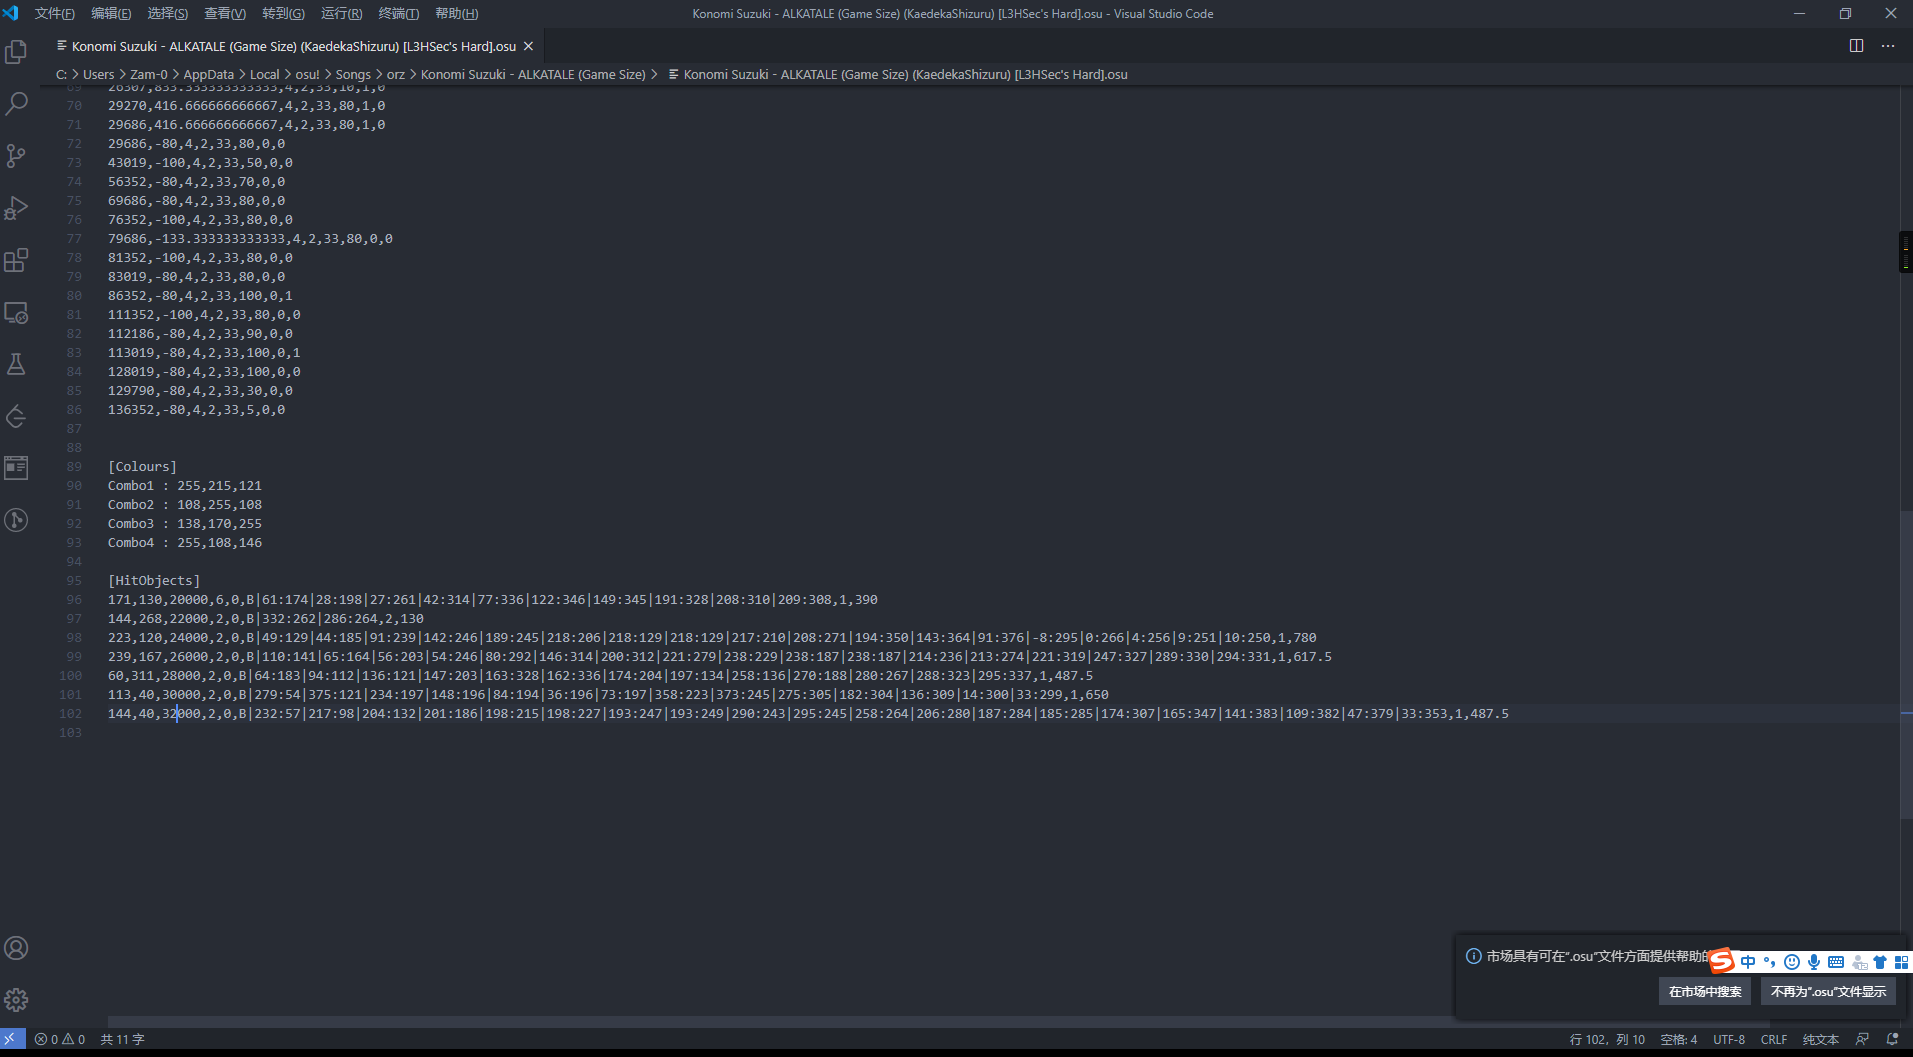 文件(F) 编辑(E) 选择(S) 查看(V) 转到(G) 运行(R) 终端(T) 帮助(H) Konomi Suzuki - ALKATALE (Game Size) (KaedekaShizuru) [L3HSec's Hard].osu - Visual Studio Code
Konomi Suzuki - ALKATALE (Game Size) (KaedekaShizuru) [L3HSec's Hard].osu
C: > Users > Zam-0 > AppData > Local > osu! > Songs > orz > Konomi Suzuki - ALKATALE (Game Size) > Konomi Suzuki - ALKATALE (Game Size) (KaedekaShizuru) [L3HSec's Hard].osu
69 26307,833.333333333333,4,2,33,10,1,0
70 29270,416.666666666667,4,2,33,80,1,0
71 29686,416.666666666667,4,2,33,80,1,0
72 29686,-80,4,2,33,80,0,0
73 43019,-100,4,2,33,50,0,0
74 56352,-80,4,2,33,70,0,0
75 69686,-80,4,2,33,80,0,0
76 76352,-100,4,2,33,80,0,0
77 79686,-133.333333333333,4,2,33,80,0,0
78 81352,-100,4,2,33,80,0,0
79 83019,-80,4,2,33,80,0,0
80 86352,-80,4,2,33,100,0,1
81 111352,-100,4,2,33,80,0,0
82 112186,-80,4,2,33,90,0,0
83 113019,-80,4,2,33,100,0,1
84 128019,-80,4,2,33,100,0,0
85 129790,-80,4,2,33,30,0,0
86 136352,-80,4,2,33,5,0,0
87
88
89 [Colours]
90 Combo1 : 255,215,121
91 Combo2 : 108,255,108
92 Combo3 : 138,170,255
93 Combo4 : 255,108,146
94
95 [HitObjects]
96 171,130,20000,6,0,B|61:174|28:198|27:261|42:314|77:336|122:346|149:345|191:328|208:310|209:308,1,390
97 144,268,22000,2,0,B|332:262|286:264,2,130
98 223,120,24000,2,0,B|49:129|44:185|91:239|142:246|189:245|218:206|218:129|218:129|217:210|208:271|194:350|143:364|91:376|-8:295|0:266|4:256|9:251|10:250,1,780
99 239,167,26000,2,0,B|110:141|65:164|56:203|54:246|80:292|146:314|200:312|221:279|238:229|238:187|238:187|214:236|213:274|221:319|247:327|289:330|294:331,1,617.5
100 60,311,28000,2,0,B|64:183|94:112|136:121|147:203|163:328|162:336|174:204|197:134|258:136|270:188|280:267|288:323|295:337,1,487.5
101 113,40,30000,2,0,B|279:54|375:121|234:197|148:196|84:194|36:196|73:197|358:223|373:245|275:305|182:304|136:309|14:300|33:299,1,650
102 144,40,32000,2,0,B|232:57|217:98|204:132|201:186|198:215|198:227|193:247|193:249|290:243|295:245|258:264|206:280|187:284|185:285|174:307|165:347|141:383|109:382|47:379|33:353,1,487.5
103
市场具有可在".osu"文件方面提供帮助的
中
在市场中搜索 不再为".osu"文件显示
0 0 共 11 字 行 102，列 10 空格: 4 UTF-8 CRLF 纯文本